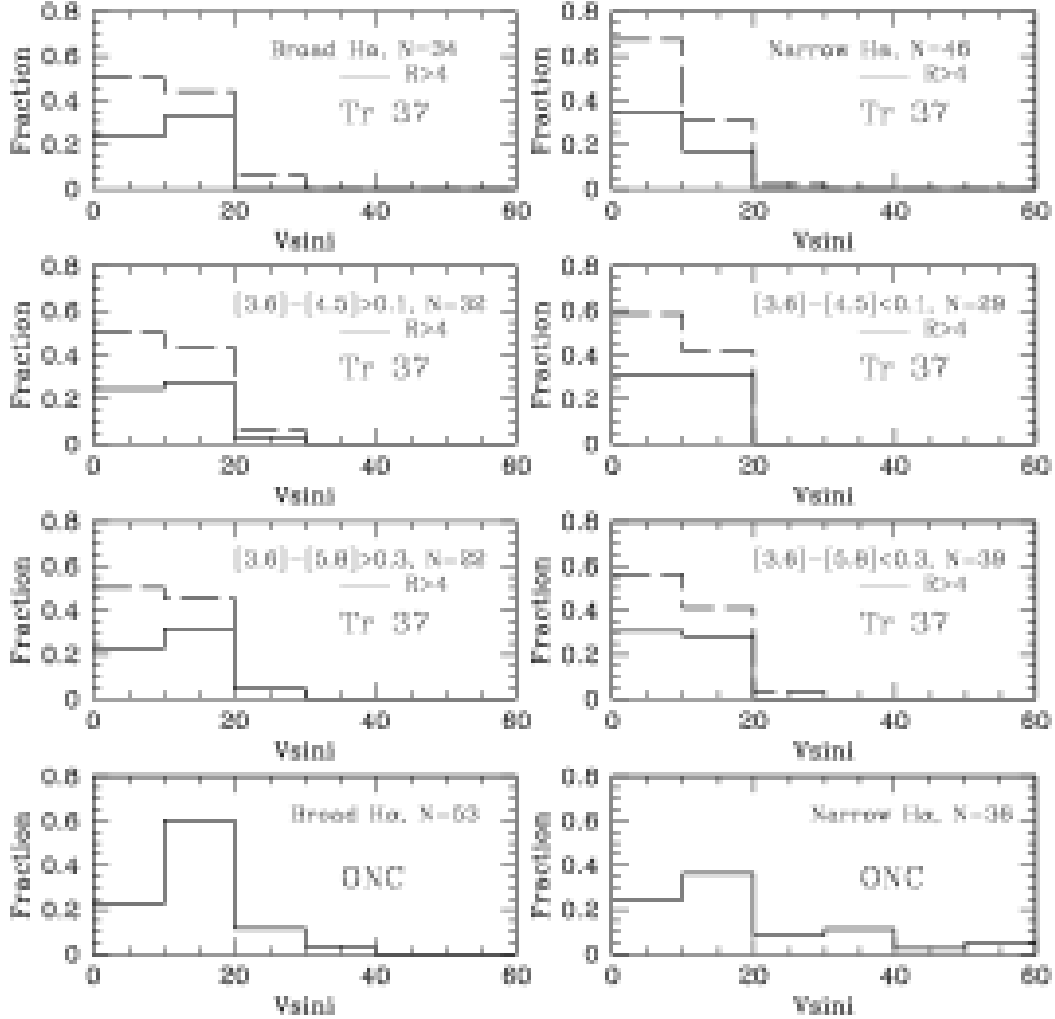 Broad Hα, N=34
R>4
Tr 37
Fraction
0.8
0.6
0.4
0.2
0
0 20 40 60
Vsini
Narrow Hα, N=46
R>4
Tr 37
Fraction
0.8
0.6
0.4
0.2
0
0 20 40 60
Vsini
[3.6]-[4.5]>0.1, N=32
R>4
Tr 37
Fraction
0.8
0.6
0.4
0.2
0
0 20 40 60
Vsini
[3.6]-[4.5]<0.1, N=29
R>4
Tr 37
Fraction
0.8
0.6
0.4
0.2
0
0 20 40 60
Vsini
[3.6]-[5.8]>0.3, N=22
R>4
Tr 37
Fraction
0.8
0.6
0.4
0.2
0
0 20 40 60
Vsini
[3.6]-[5.8]<0.3, N=39
R>4
Tr 37
Fraction
0.8
0.6
0.4
0.2
0
0 20 40 60
Vsini
Broad Hα, N=53
ONC
Fraction
0.8
0.6
0.4
0.2
0
0 20 40 60
Vsini
Narrow Hα,
ONC
Fraction
0.8
0.6
0.4
0.2
0
0 20 40 60
Vsini